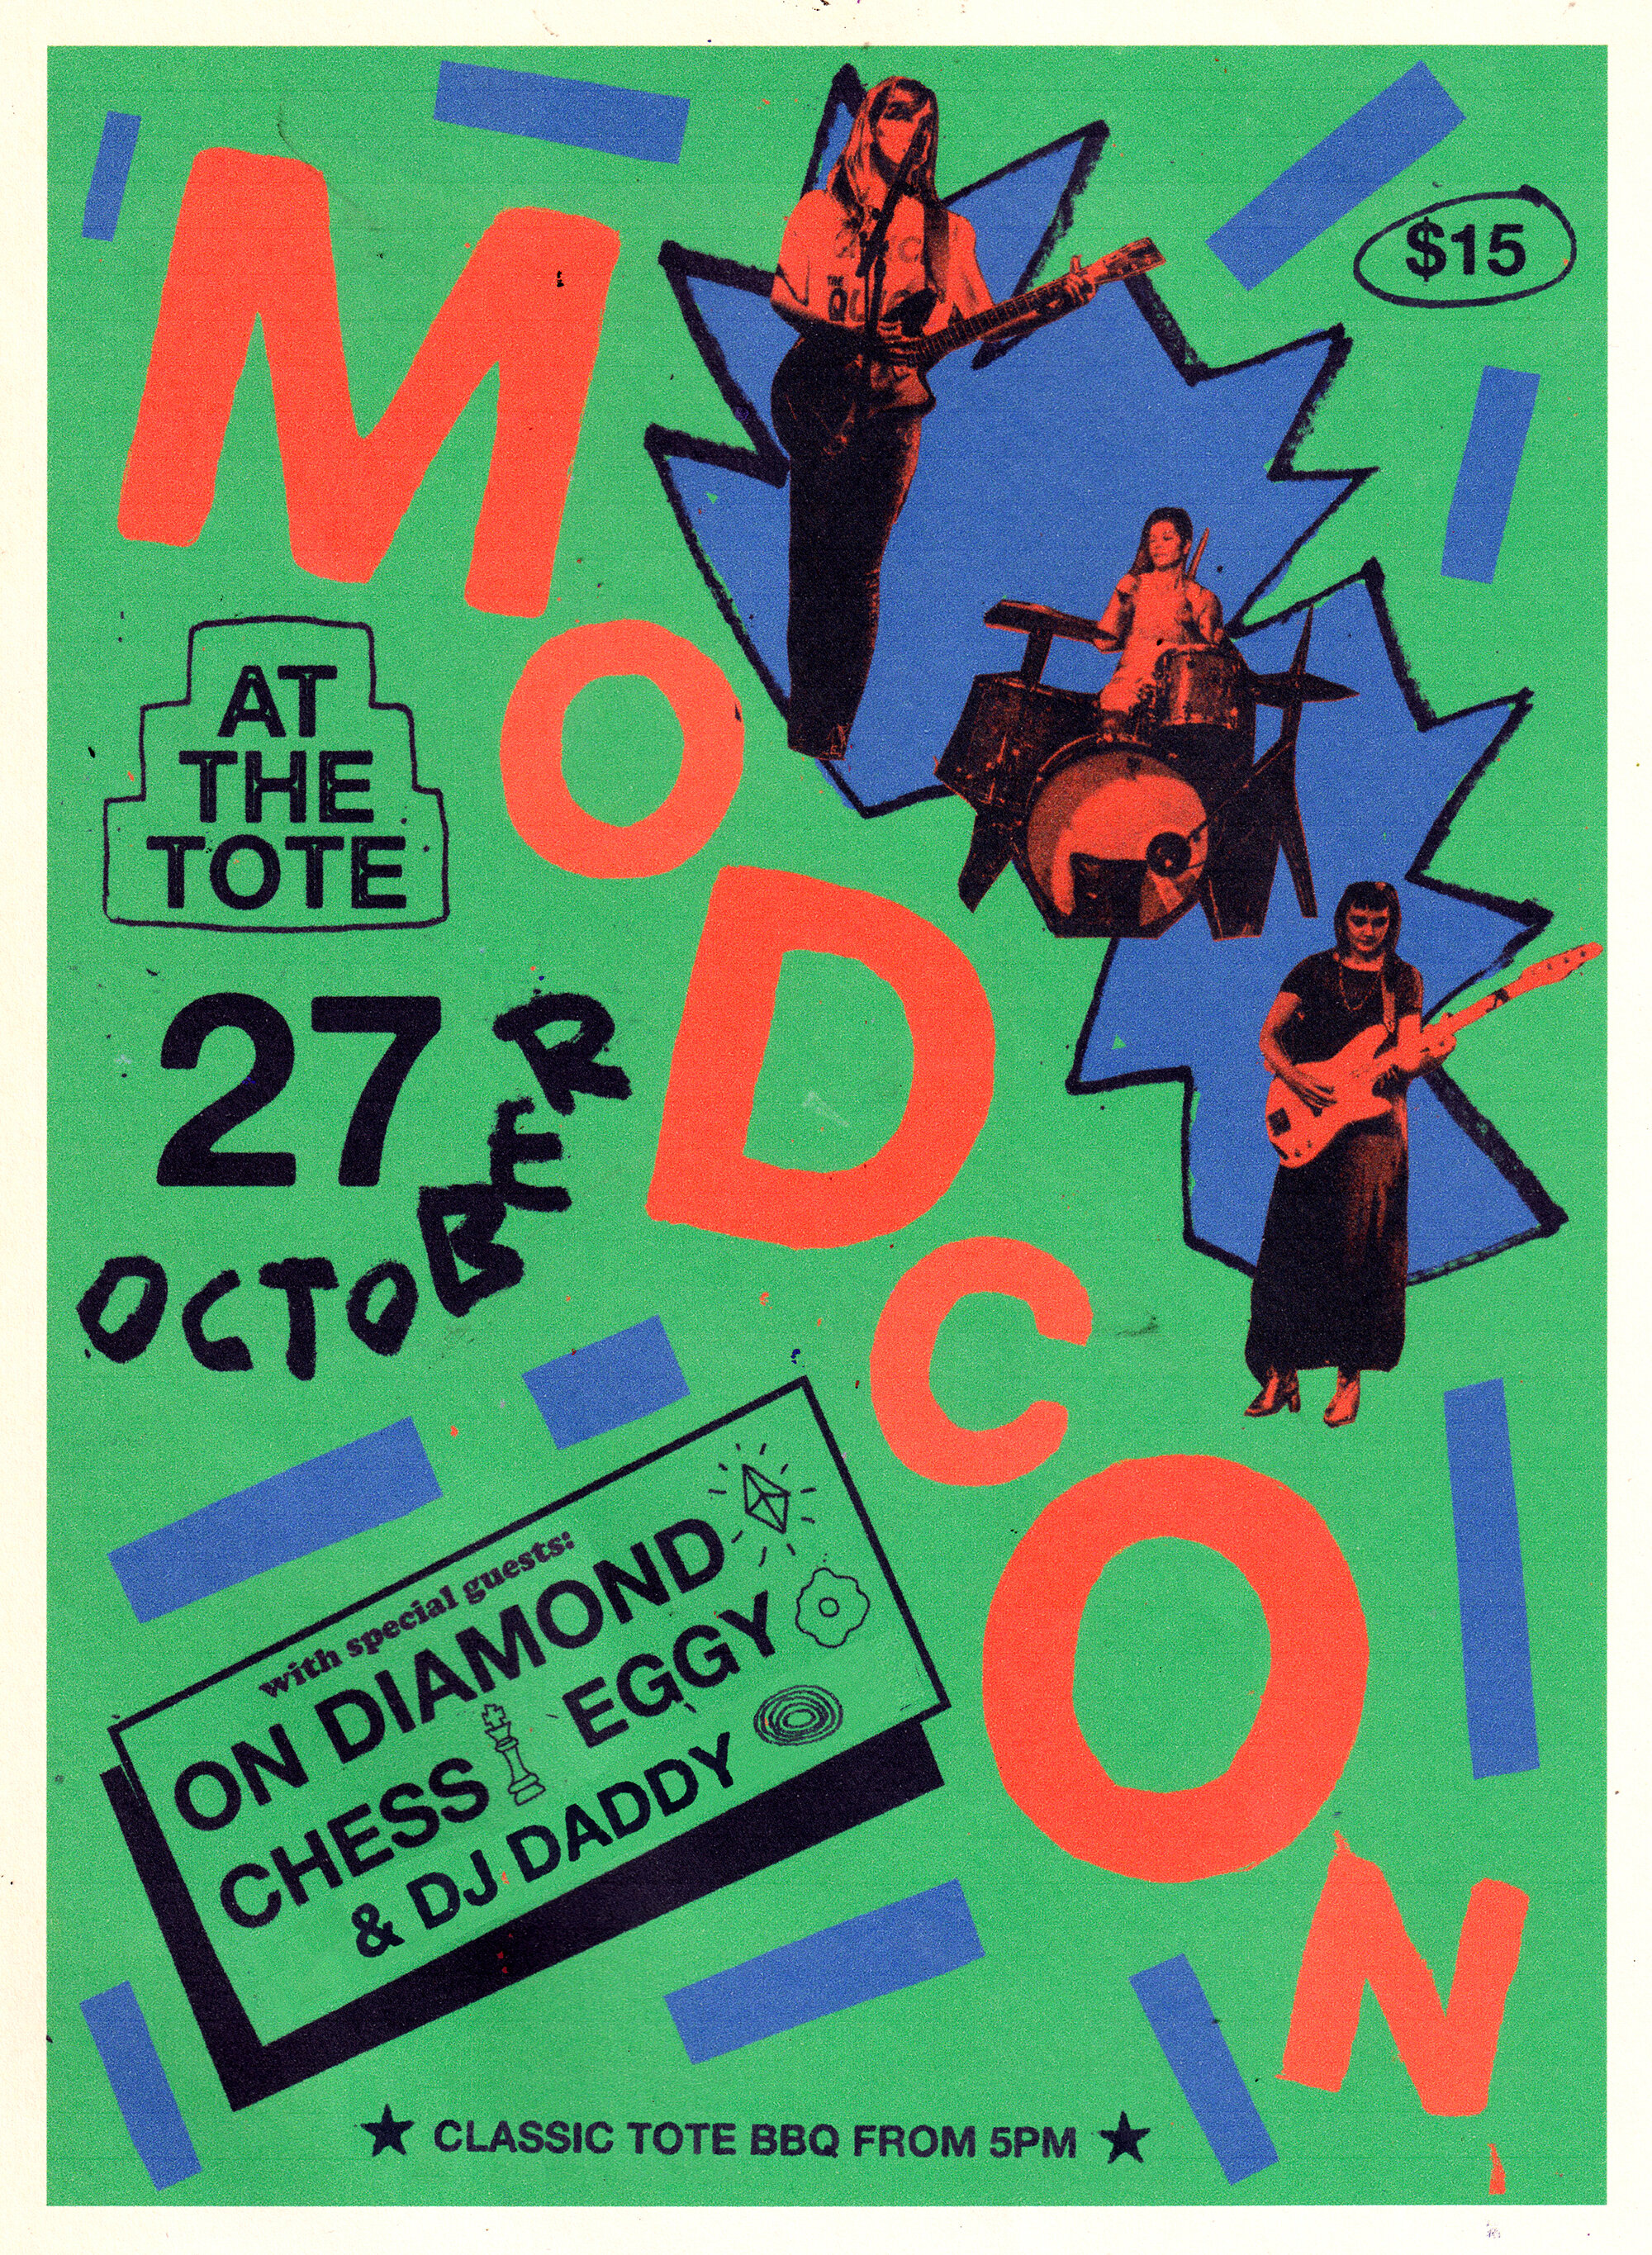 MODCON
$15
AT
THE
TOTE
27
OCTOBER
with special guests:
ON DIAMOND
CHESS EGGY
& DJ DADDY
★ CLASSIC TOTE BBQ FROM 5PM ★